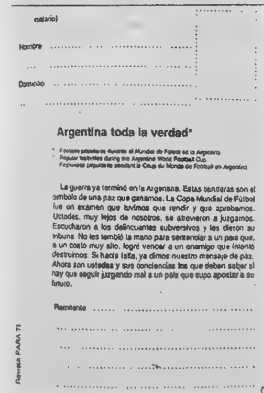 natario)
Nombre
Domicilio
Argentina toda la verdad*
* Festejos populares durante el Mundial de Fútbol en la Argentina.
* Popular festivities during the Argentine World Football Cup.
Festivités populaires pendant la Coupe du Monde de Football en Argentine
La guerra ya terminó en la Argentina. Estas banderas son el
símbolo de una paz que ganamos. La Copa Mundial de Fútbol
fue un examen que tuvimos que rendir y que aprobamos.
Ustedes, muy lejos de nosotros, se atrevieron a juzgarnos.
Escucharon a los delincuentes subversivos y les dieron su
tribuna. No les tembló la mano para sentenciar a un país que,
a un costo muy alto, logró vencer a un enemigo que intentó
destruirnos. Si hacía falta, ya dimos nuestro mensaje de paz.
Ahora son ustedes y sus conciencias los que deben saber si
hay que seguir juzgando mal a un país que supo apostar a su
futuro.
Remitente
Revista PARA TI